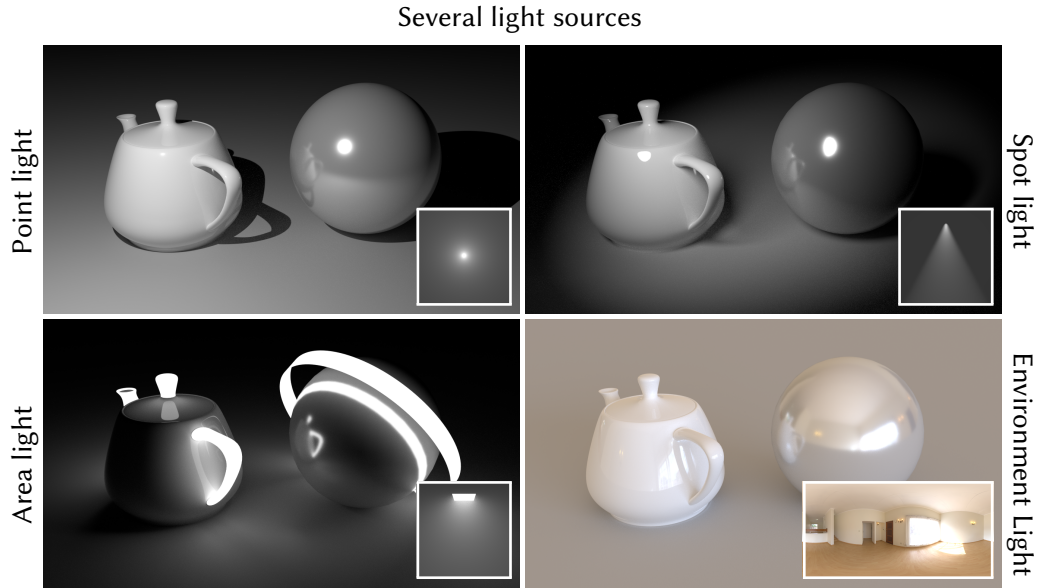 Several light sources
Point light
Spot light
Area light
Environment Light